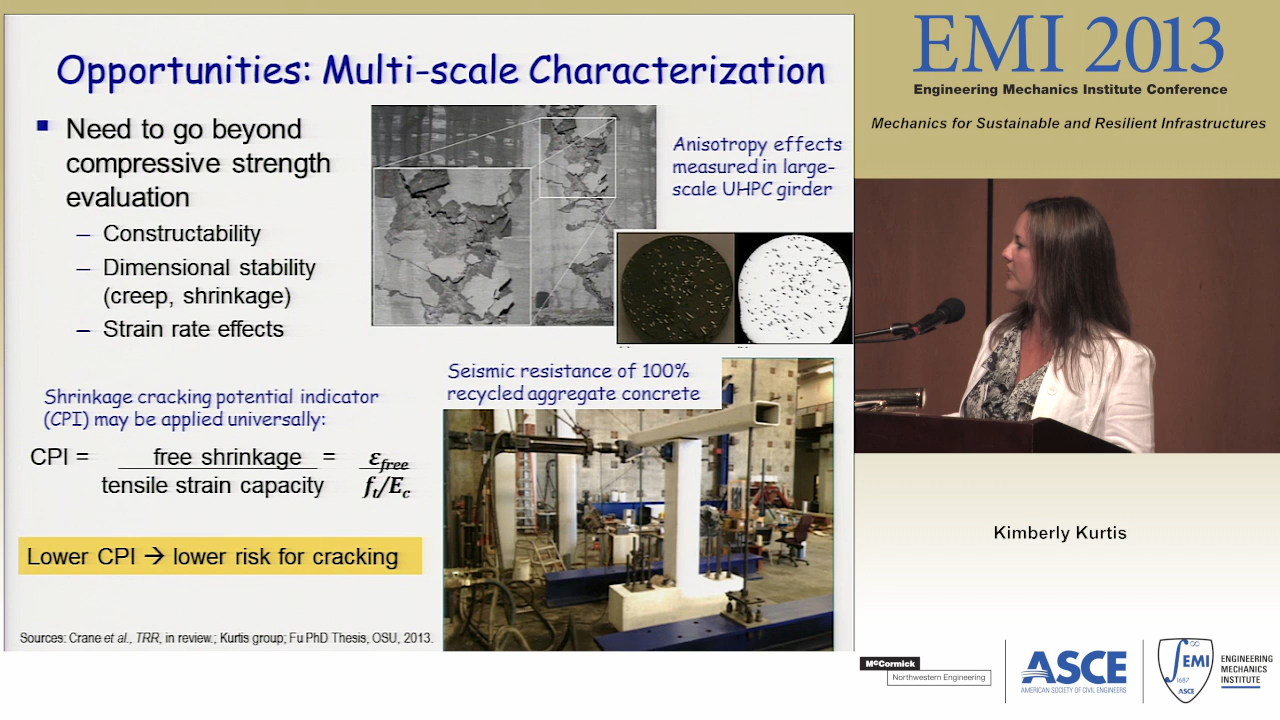 Opportunities: Multi-scale Characterization
Need to go beyond
compressive strength
evaluation
– Constructability
– Dimensional stability
(creep, shrinkage)
– Strain rate effects
Anisotropy effects
measured in large-
scale UHPC girder
Shrinkage cracking potential indicator
(CPI) may be applied universally:
CPI = free shrinkage = εfree
tensile strain capacity ft/Ec
Lower CPI → lower risk for cracking
Seismic resistance of 100%
recycled aggregate concrete
Sources: Crane et al., TRR, in review.; Kurtis group; Fu PhD Thesis, OSU, 2013.
EMI 2013
Engineering Mechanics Institute Conference
Mechanics for Sustainable and Resilient Infrastructures
Kimberly Kurtis
McCormick
Northwestern Engineering
ASCE
AMERICAN SOCIETY OF CIVIL ENGINEERS
EMI
1687
ASCE
ENGINEERING
MECHANICS
INSTITUTE